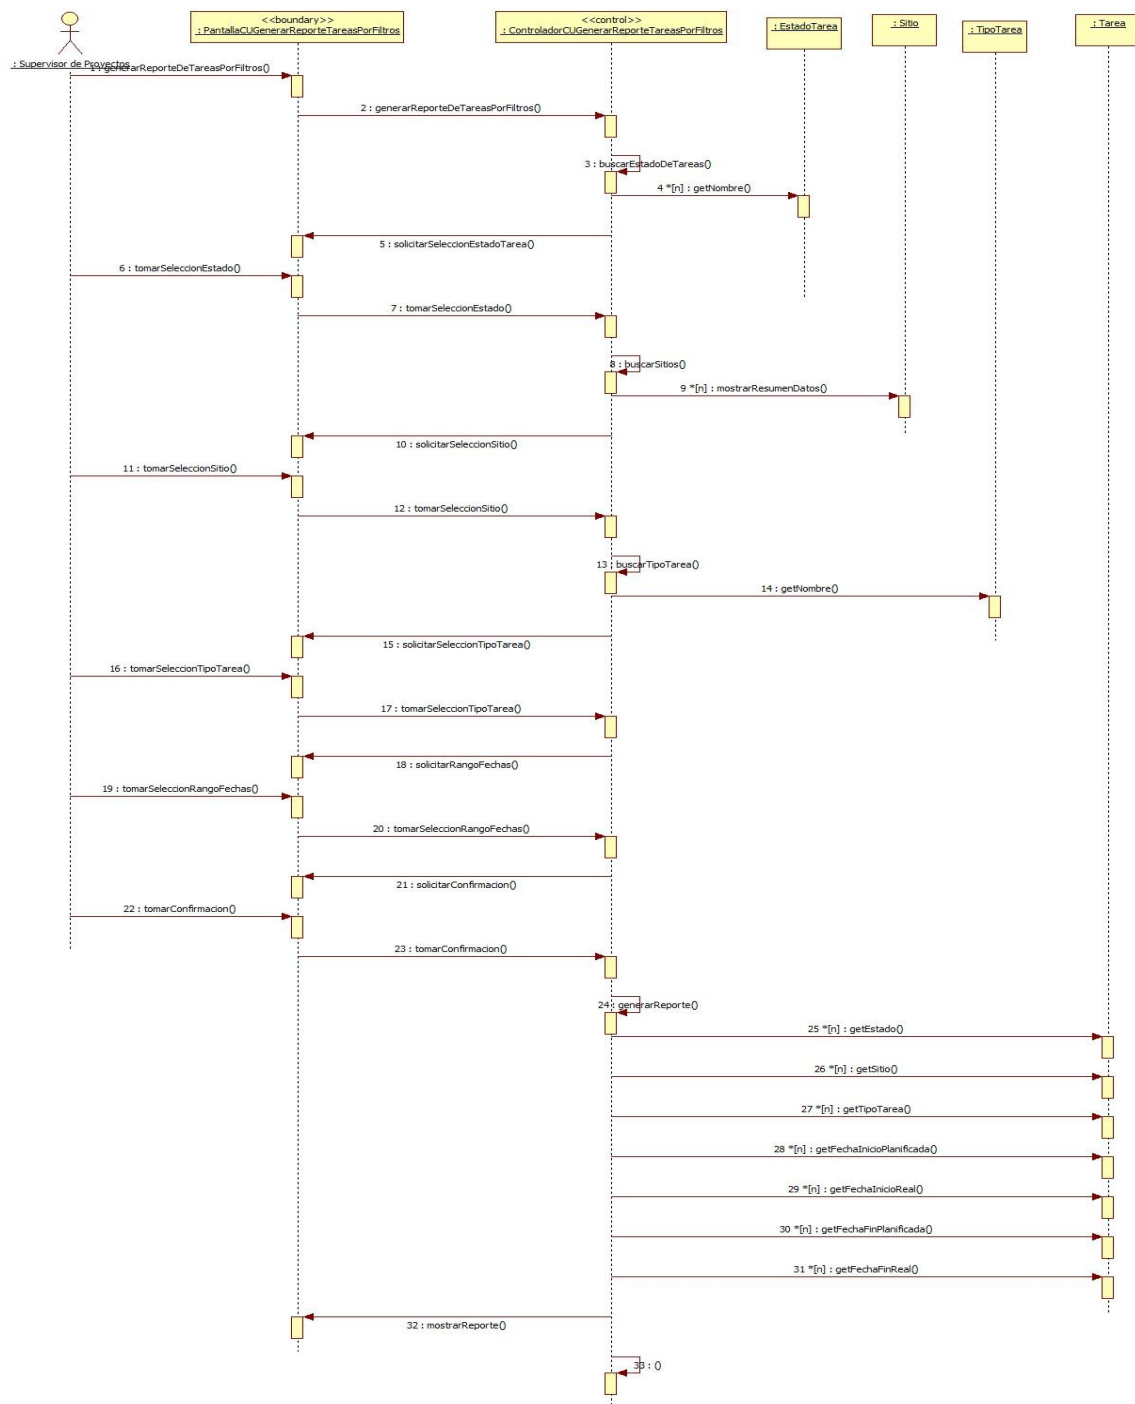 <<boundary>>
: PantallaCUGenerarReporteTareasPorFiltros
<<control>>
: ControladorCUGenerarReporteTareasPorFiltros
: EstadoTarea
: Sitio
: TipoTarea
: Tarea
: Supervisor de Proyectos
1 : generarReporteDeTareasPorFiltros()
2 : generarReporteDeTareasPorFiltros()
3 : buscarEstadoDeTareas()
4 *[n] : getNombre()
5 : solicitarSeleccionEstadoTarea()
6 : tomarSeleccionEstado()
7 : tomarSeleccionEstado()
8 : buscarSitios()
9 *[n] : mostrarResumenDatos()
10 : solicitarSeleccionSitio()
11 : tomarSeleccionSitio()
12 : tomarSeleccionSitio()
13 : buscarTipoTarea()
14 : getNombre()
15 : solicitarSeleccionTipoTarea()
16 : tomarSeleccionTipoTarea()
17 : tomarSeleccionTipoTarea()
18 : solicitarRangoFechas()
19 : tomarSeleccionRangoFechas()
20 : tomarSeleccionRangoFechas()
21 : solicitarConfirmacion()
22 : tomarConfirmacion()
23 : tomarConfirmacion()
24 : generarReporte()
25 *[n] : getEstado()
26 *[n] : getSitio()
27 *[n] : getTipoTarea()
28 *[n] : getFechaInicioPlanificada()
29 *[n] : getFechaInicioReal()
30 *[n] : getFechaFinPlanificada()
31 *[n] : getFechaFinReal()
32 : mostrarReporte()
33 : ()